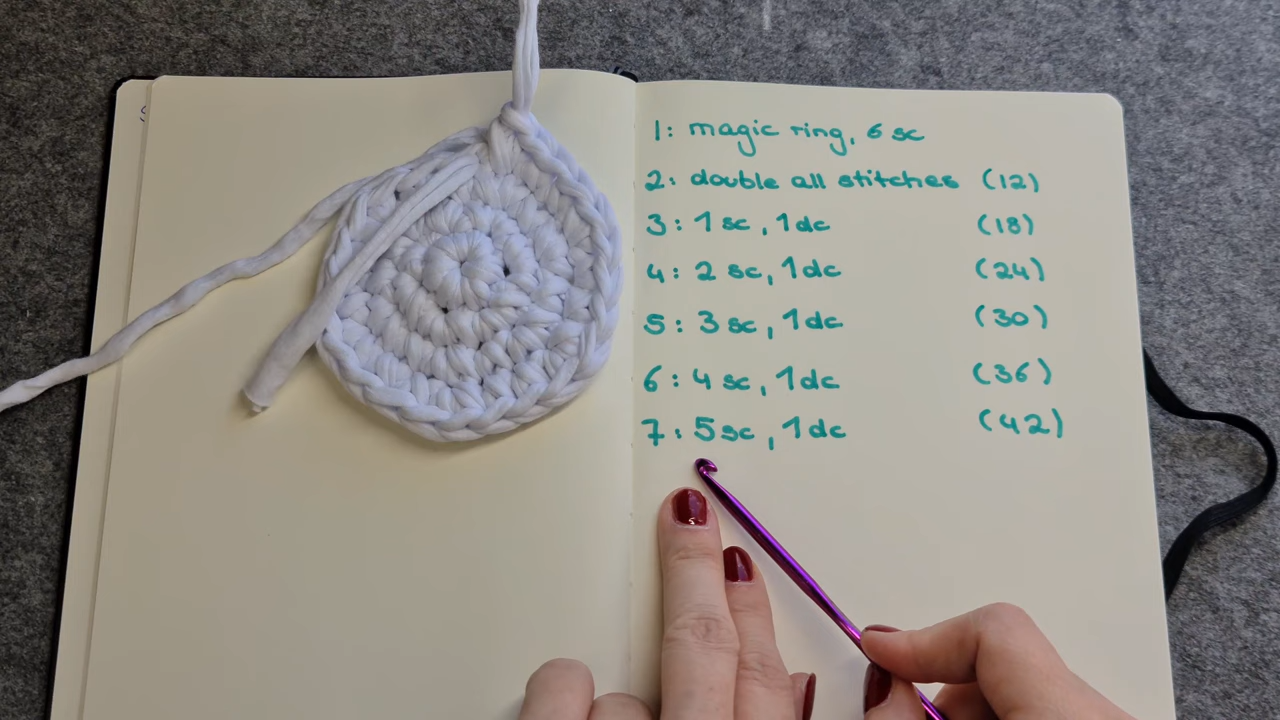 1: magic ring, 6 sc
2: double all stitches (12)
3: 1 sc, 1 dc (18)
4: 2 sc, 1 dc (24)
5: 3 sc, 1 dc (30)
6: 4 sc, 1 dc (36)
7: 5 sc, 1 dc (42)